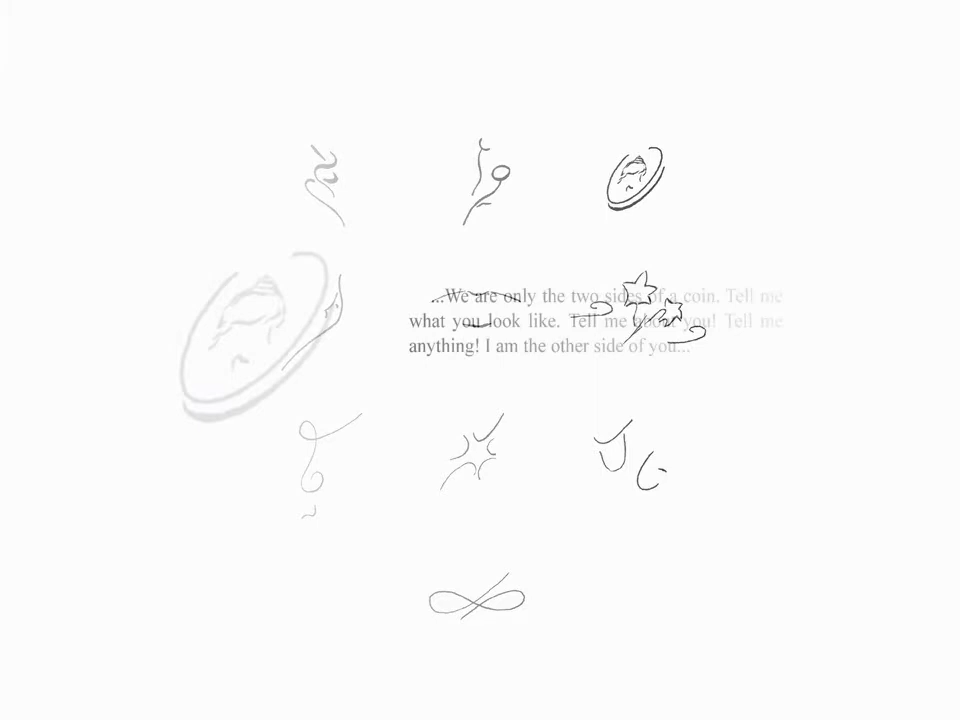 ...We are only the two sides of a coin. Tell me
what you look like. Tell me about you! Tell me
anything! I am the other side of you...